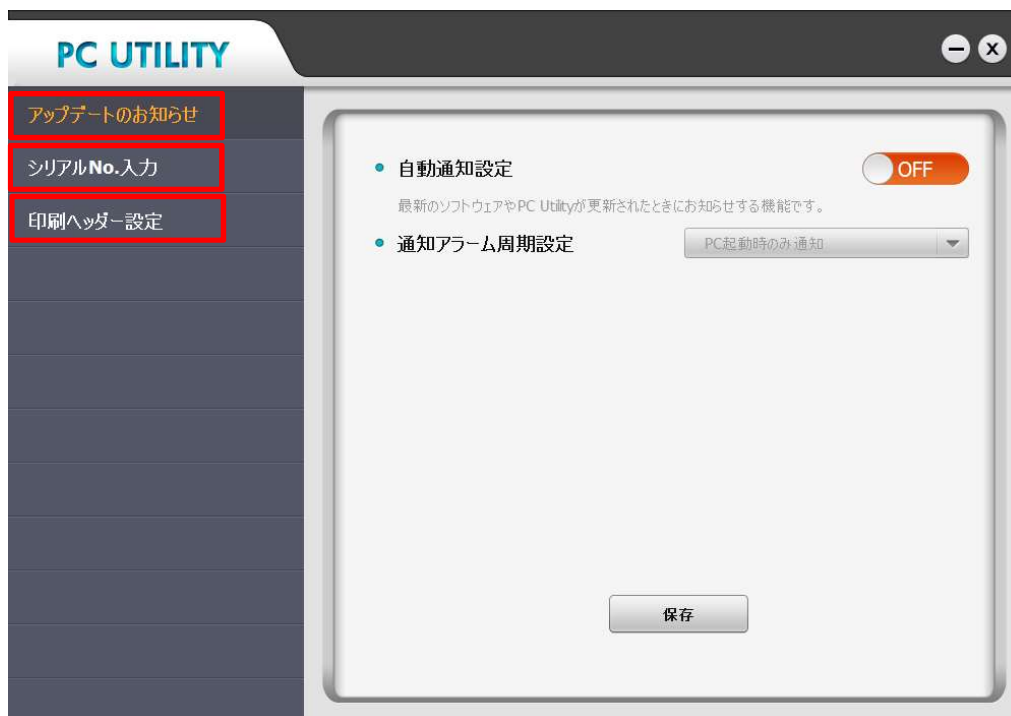 PC UTILITY
アップデートのお知らせ
シリアルNo.入力
印刷ヘッダー設定
自動通知設定
OFF
最新のソフトウェアやPC Utilityが更新されたときにお知らせする機能です。
通知アラーム周期設定
PC起動時のみ通知
保存